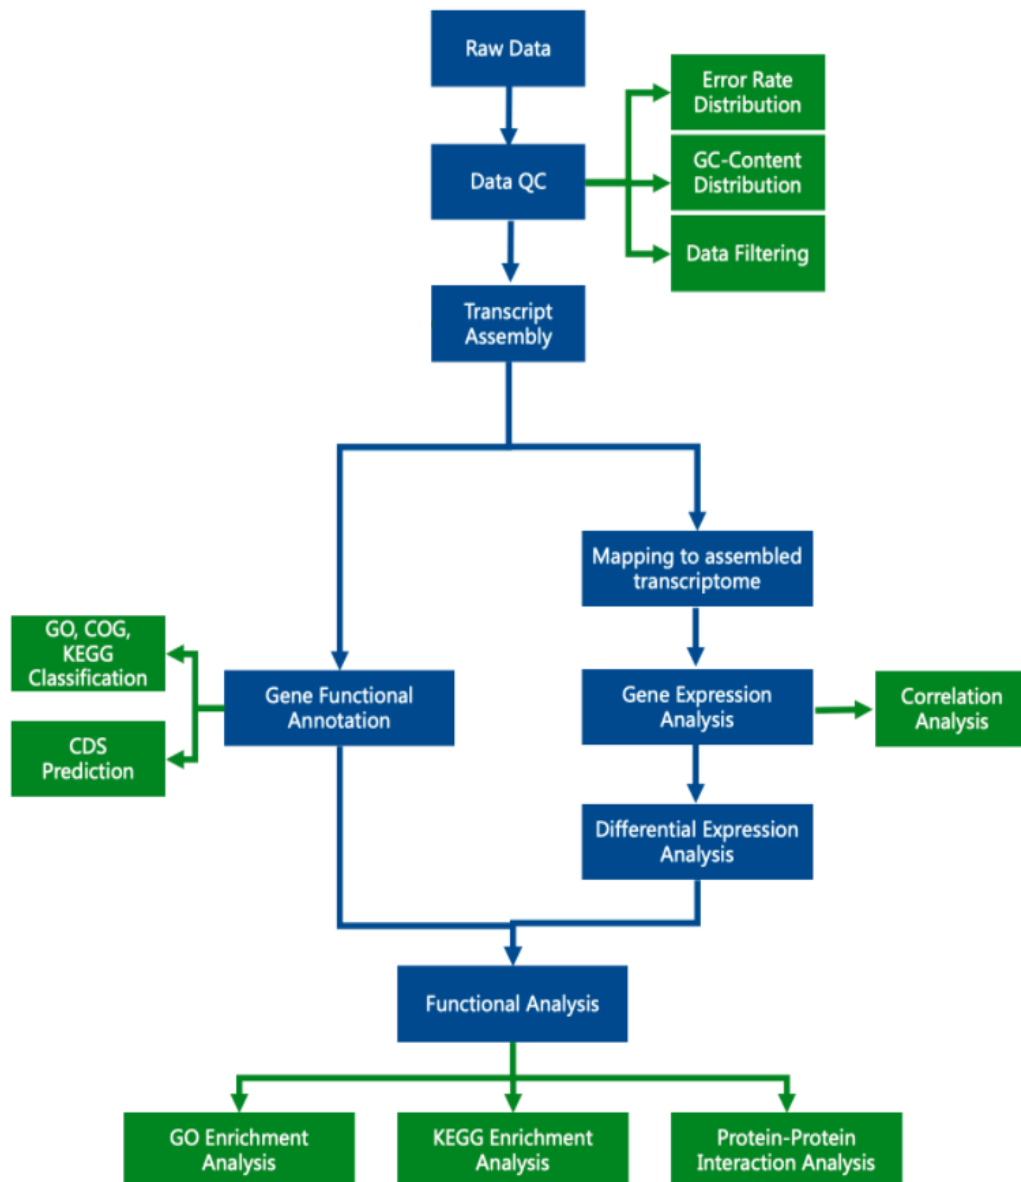 Raw Data
Error Rate
Distribution
Data QC
GC-Content
Distribution
Data Filtering
Transcript
Assembly
Mapping to assembled
transcriptome
GO, COG,
KEGG
Classification
Gene Functional
Annotation
Gene Expression
Analysis
Correlation
Analysis
CDS
Prediction
Differential Expression
Analysis
Functional Analysis
GO Enrichment
Analysis
KEGG Enrichment
Analysis
Protein-Protein
Interaction Analysis